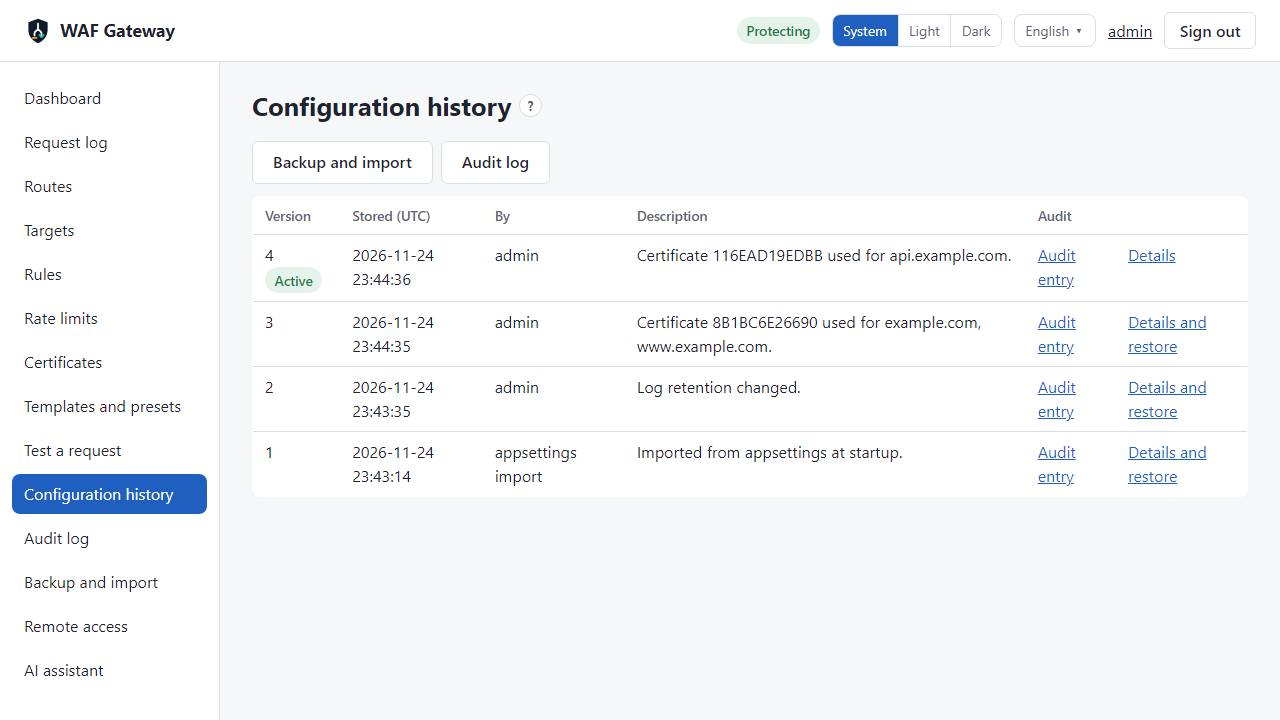 WAF Gateway
Protecting
System Light Dark
English
admin
Sign out
Dashboard
Request log
Routes
Targets
Rules
Rate limits
Certificates
Templates and presets
Test a request
Configuration history
Audit log
Backup and import
Remote access
AI assistant
Configuration history ?
Backup and import Audit log
Version Stored (UTC) By Description Audit
4 2026-11-24 admin Certificate 116EAD19EDBB used for api.example.com. Audit Details
Active 23:44:36 entry
3 2026-11-24 admin Certificate 8B1BC6E26690 used for example.com, Audit Details and
23:44:35 www.example.com. entry restore
2 2026-11-24 admin Log retention changed. Audit Details and
23:43:35 entry restore
1 2026-11-24 appsettings Imported from appsettings at startup. Audit Details and
23:43:14 import entry restore